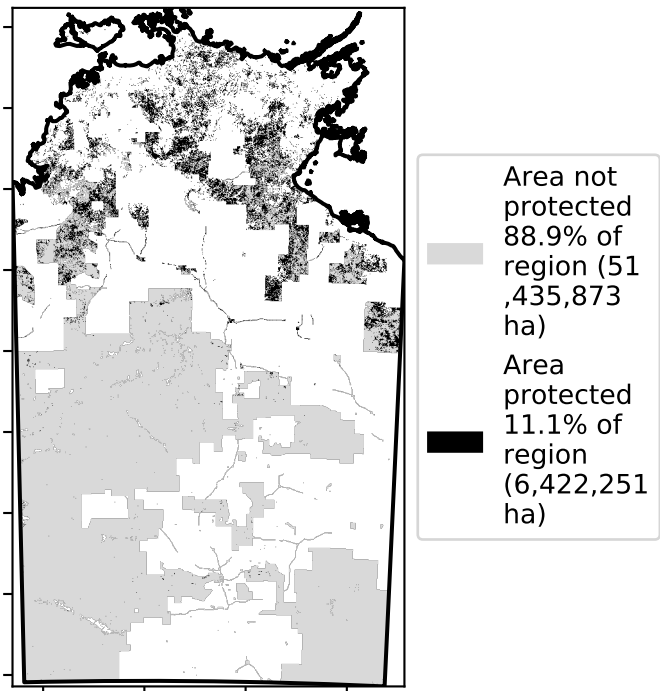 Area not
protected
88.9% of
region (51
,435,873
ha)
Area
protected
11.1% of
region
(6,422,251
ha)